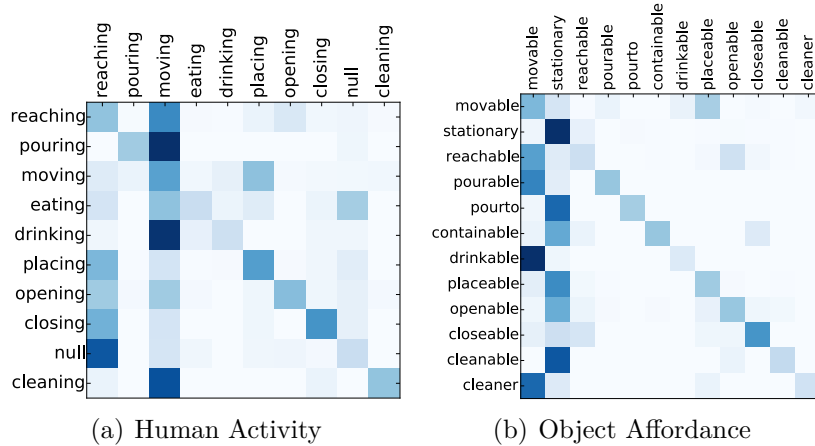 reaching
pouring
moving
eating
drinking
placing
opening
closing
null
cleaning
reaching
pouring
moving
eating
drinking
placing
opening
closing
null
cleaning
(a) Human Activity
movable
stationary
reachable
pourable
pourto
containable
drinkable
placeable
openable
closeable
cleanable
cleaner
movable
stationary
reachable
pourable
pourto
containable
drinkable
placeable
openable
closeable
cleanable
cleaner
(b) Object Affordance